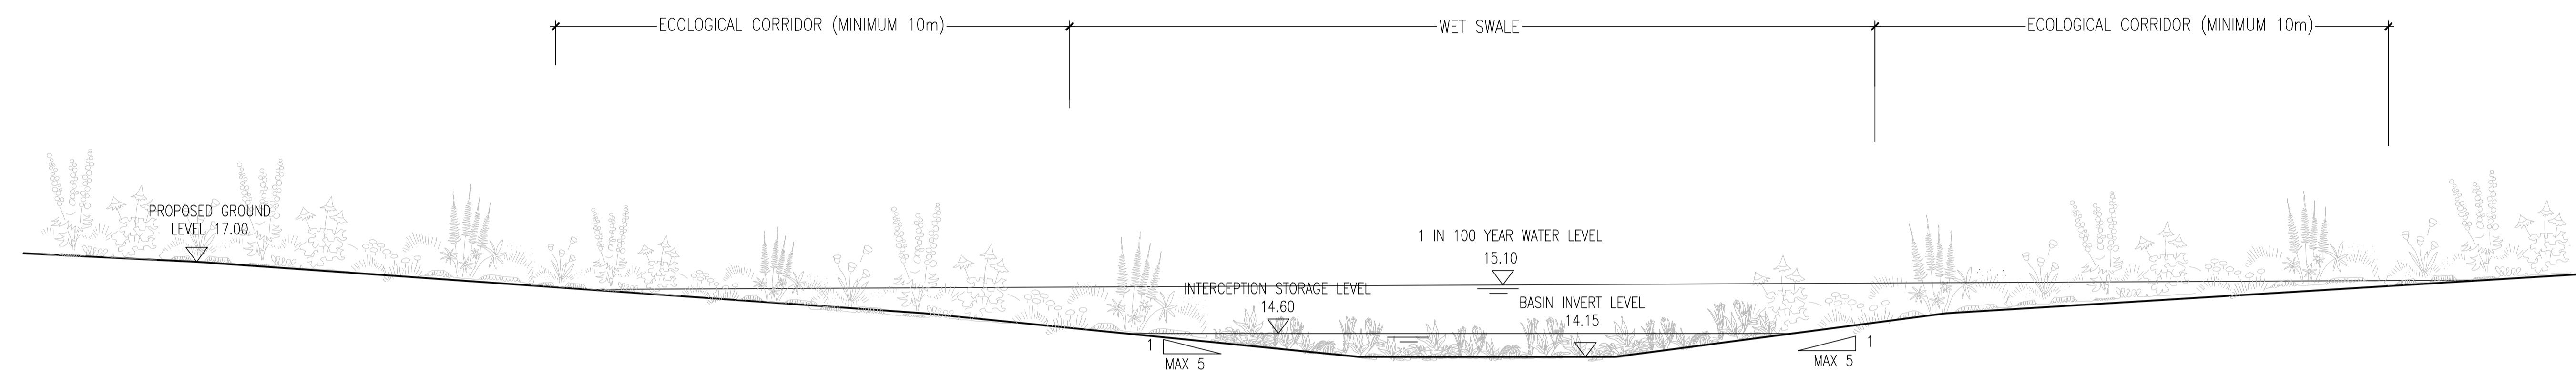 ECOLOGICAL CORRIDOR (MINIMUM 10m)
WET SWALE
ECOLOGICAL CORRIDOR (MINIMUM 10m)
PROPOSED GROUND
LEVEL 17.00
1 IN 100 YEAR WATER LEVEL
15.10
INTERCEPTION STORAGE LEVEL
14.60
BASIN INVERT LEVEL
14.15
1
MAX 5
1
MAX 5